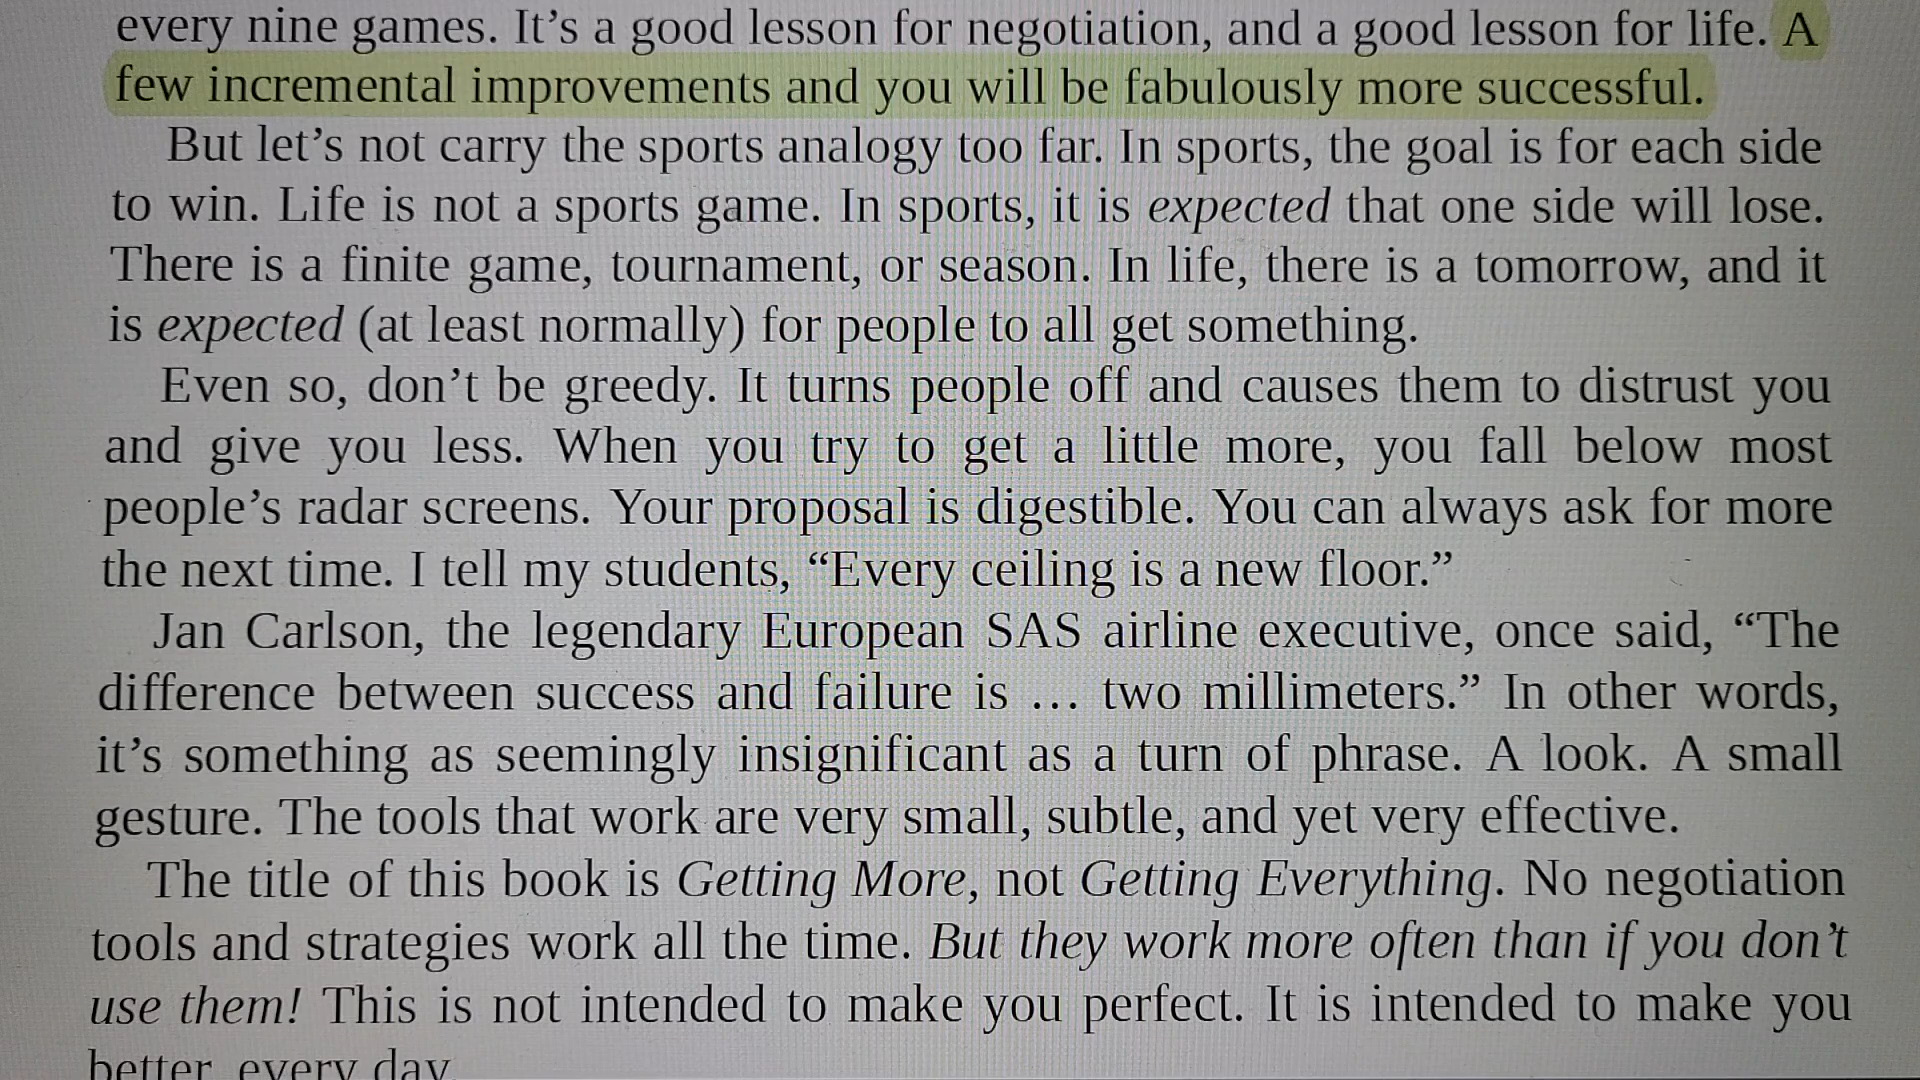 every nine games. It’s a good lesson for negotiation, and a good lesson for life. A
few incremental improvements and you will be fabulously more successful.
But let’s not carry the sports analogy too far. In sports, the goal is for each side
to win. Life is not a sports game. In sports, it is expected that one side will lose.
There is a finite game, tournament, or season. In life, there is a tomorrow, and it
is expected (at least normally) for people to all get something.
Even so, don’t be greedy. It turns people off and causes them to distrust you
and give you less. When you try to get a little more, you fall below most
people’s radar screens. Your proposal is digestible. You can always ask for more
the next time. I tell my students, “Every ceiling is a new floor.”
Jan Carlson, the legendary European SAS airline executive, once said, “The
difference between success and failure is … two millimeters.” In other words,
it’s something as seemingly insignificant as a turn of phrase. A look. A small
gesture. The tools that work are very small, subtle, and yet very effective.
The title of this book is Getting More, not Getting Everything. No negotiation
tools and strategies work all the time. But they work more often than if you don’t
use them! This is not intended to make you perfect. It is intended to make you
better, every day.